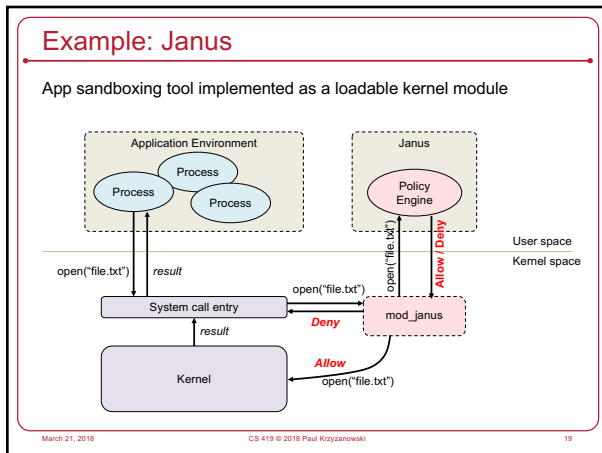 Example: Janus
App sandboxing tool implemented as a loadable kernel module
Application Environment
Process
Process
Process
Janus
Policy
Engine
User space
Kernel space
open("file.txt")
result
open("file.txt")
Allow / Deny
System call entry
open("file.txt")
Deny
mod_janus
result
Kernel
Allow
open("file.txt")
March 21, 2018
CS 419 © 2018 Paul Krzyzanowski
19